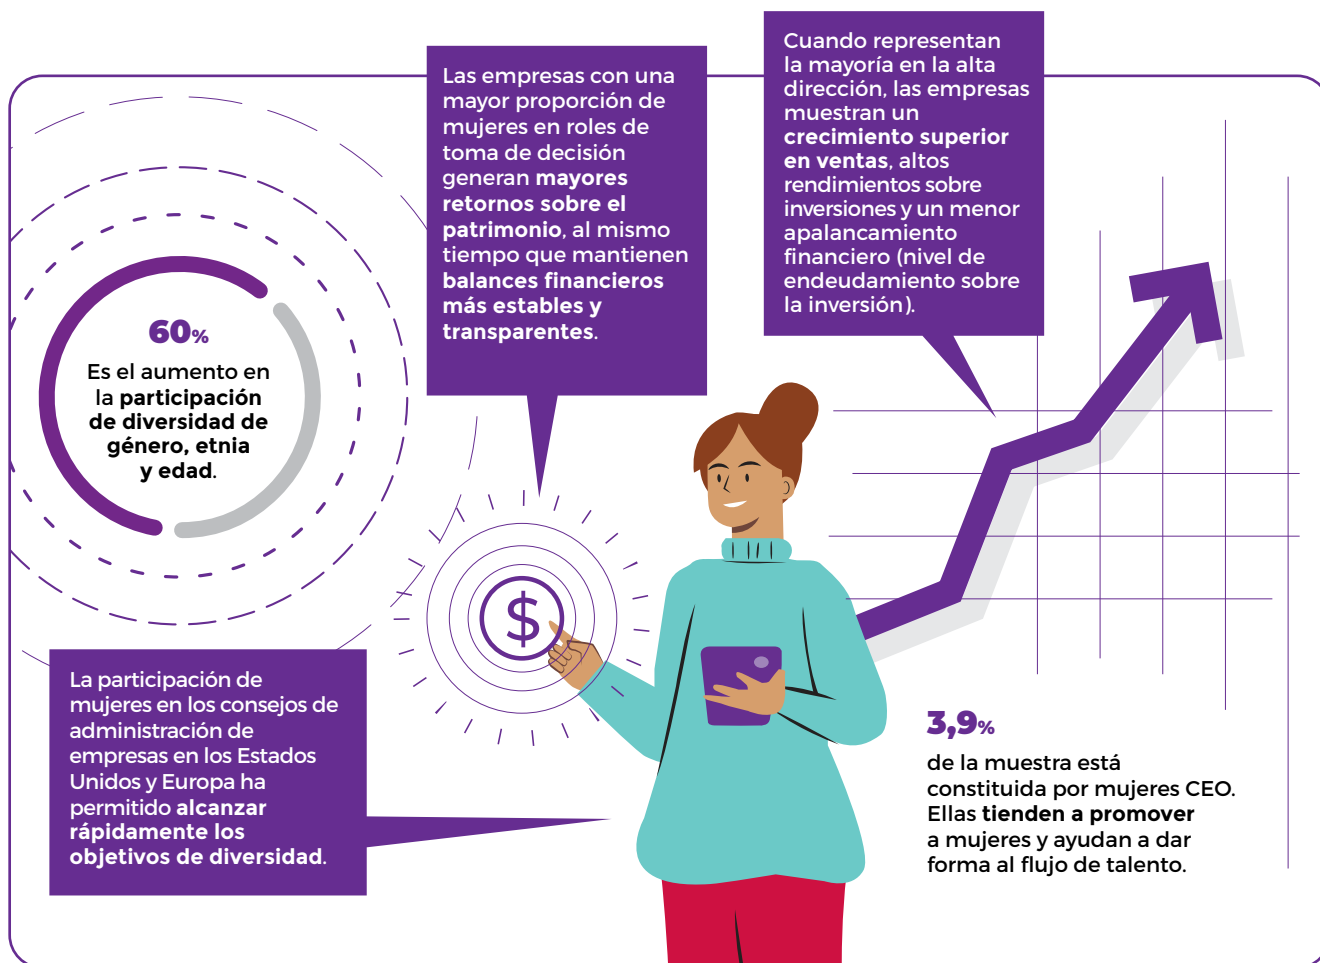 60%
Es el aumento en
la participación
de diversidad de
género, etnia
y edad.
Las empresas con una
mayor proporción de
mujeres en roles de
toma de decisión
generan mayores
retornos sobre el
patrimonio, al mismo
tiempo que mantienen
balances financieros
más estables y
transparentes.
Cuando representan
la mayoría en la alta
dirección, las empresas
muestran un
crecimiento superior
en ventas, altos
rendimientos sobre
inversiones y un menor
apalancamiento
financiero (nivel de
endeudamiento sobre
la inversión).
$
La participación de
mujeres en los consejos de
administración de
empresas en los Estados
Unidos y Europa ha
permitido alcanzar
rápidamente los
objetivos de diversidad.
3,9%
de la muestra está
constituida por mujeres CEO.
Ellas tienden a promover
a mujeres y ayudan a dar
forma al flujo de talento.